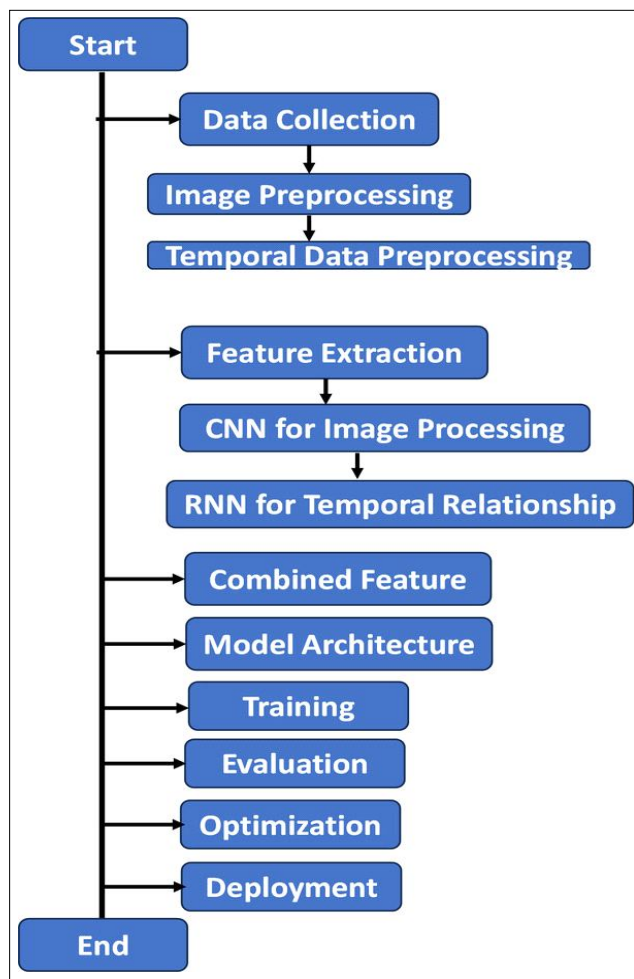 Start
Data Collection
Image Preprocessing
Temporal Data Preprocessing
Feature Extraction
CNN for Image Processing
RNN for Temporal Relationship
Combined Feature
Model Architecture
Training
Evaluation
Optimization
Deployment
End